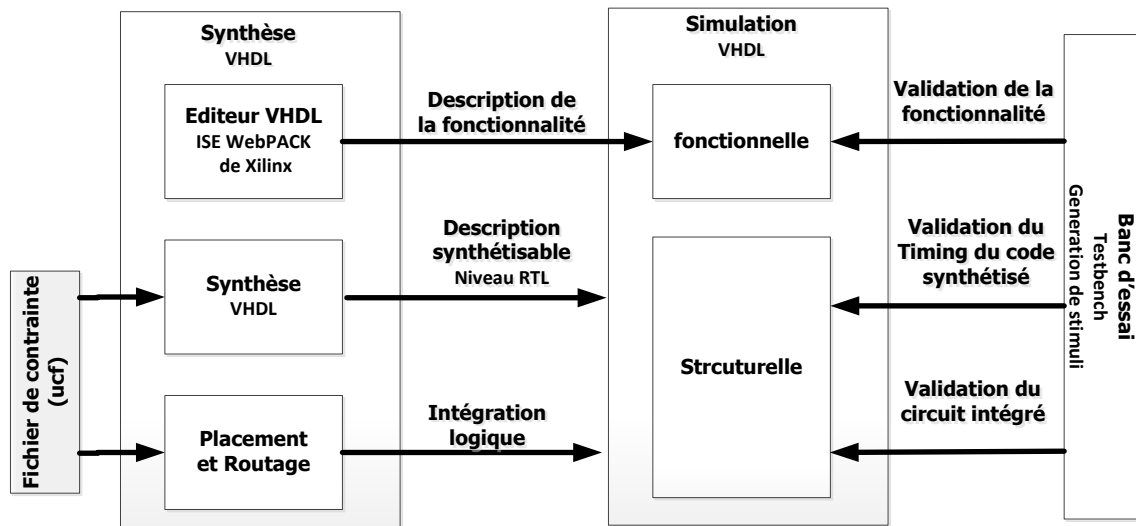 Synthèse
VHDL
Editeur VHDL
ISE WebPACK
de Xilinx
Synthèse
VHDL
Placement
et Routage
Fichier de contrainte
(ucf)
Description de
la fonctionnalité
Description
synthétisable
Niveau RTL
Intégration
logique
Simulation
VHDL
fonctionnelle
Strcuturelle
Validation de la
fonctionnalité
Validation du
Timing du code
synthétisé
Validation du
circuit intégré
Banc d'essai
Testbench
Generation de stimuli